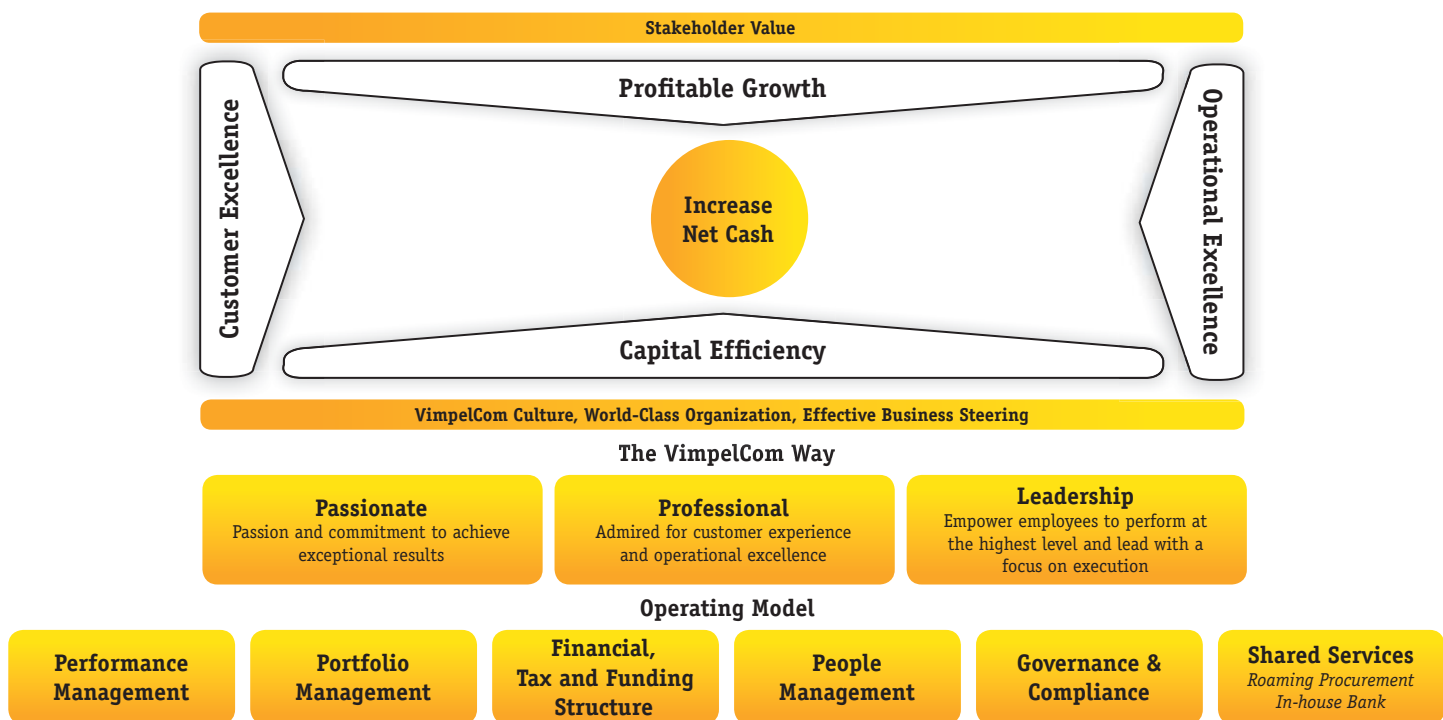 Stakeholder Value
Profitable Growth
Customer Excellence
Operational Excellence
Increase
Net Cash
Capital Efficiency
VimpelCom Culture, World-Class Organization, Effective Business Steering
The VimpelCom Way
Passionate
Passion and commitment to achieve
exceptional results
Professional
Admired for customer experience
and operational excellence
Leadership
Empower employees to perform at
the highest level and lead with a
focus on execution
Operating Model
Performance
Management
Portfolio
Management
Financial,
Tax and Funding
Structure
People
Management
Governance &
Compliance
Shared Services
Roaming Procurement
In-house Bank